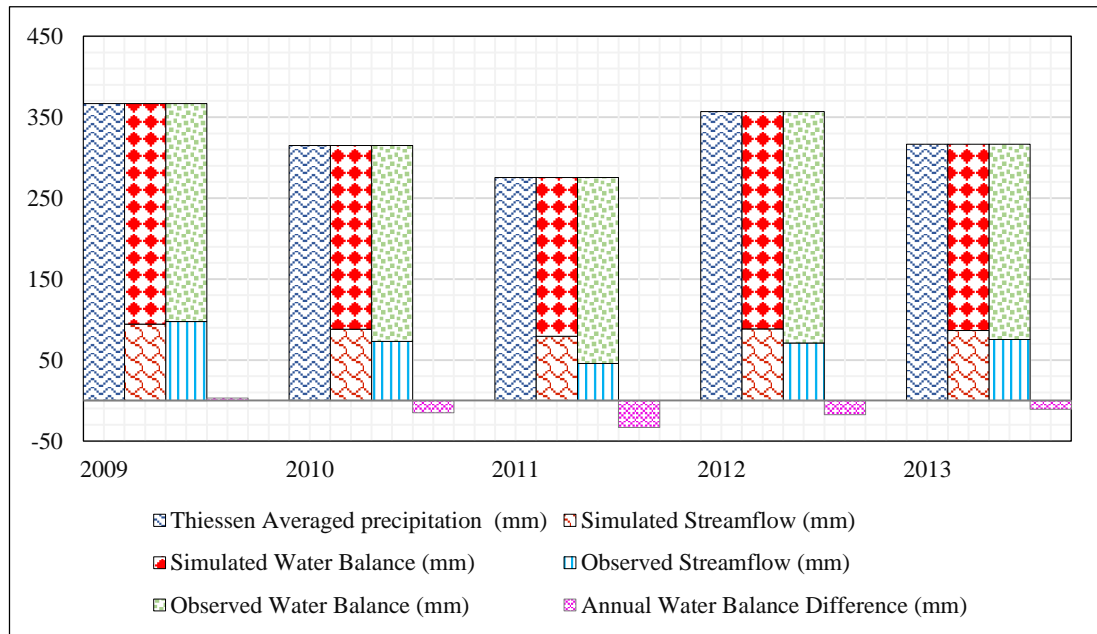 450
350
250
150
50
-50
2009 2010 2011 2012 2013
Thiessen Averaged precipitation (mm) Simulated Streamflow (mm)
Simulated Water Balance (mm) Observed Streamflow (mm)
Observed Water Balance (mm) Annual Water Balance Difference (mm)